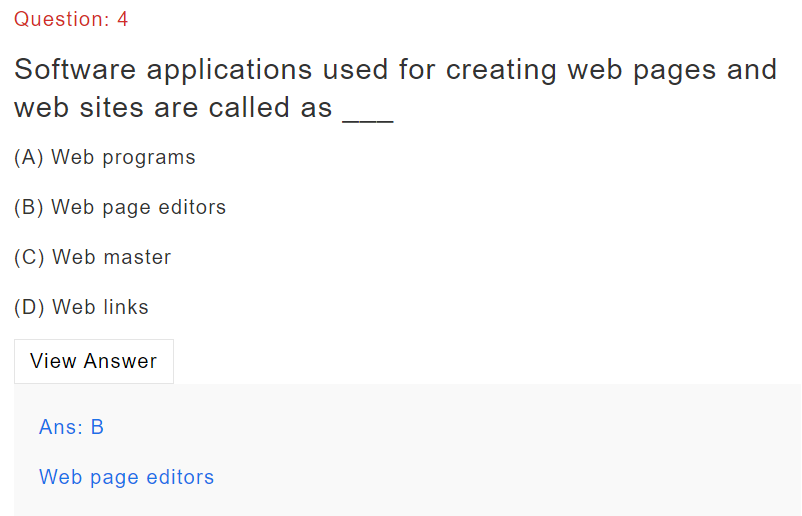 Question: 4
Software applications used for creating web pages and
web sites are called as ___
(A) Web programs
(B) Web page editors
(C) Web master
(D) Web links
View Answer
Ans: B
Web page editors